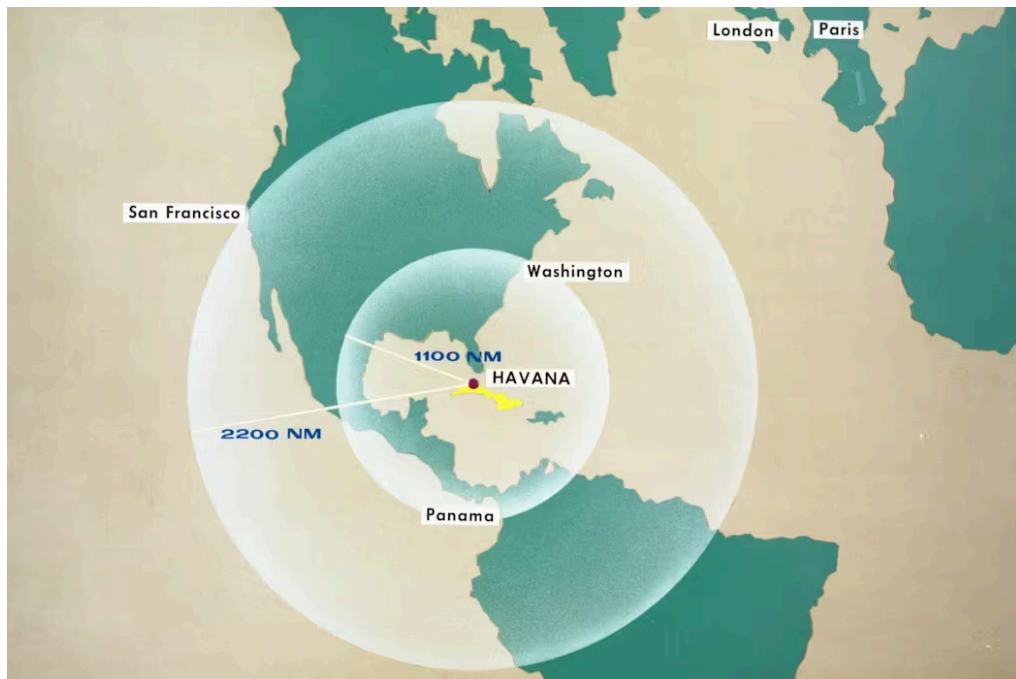 London
Paris
San Francisco
Washington
1100 NM
HAVANA
2200 NM
Panama